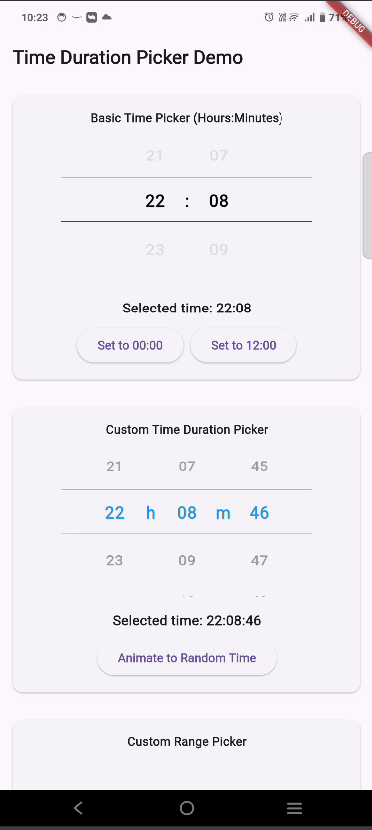 10:23
71%
DEBUG
Time Duration Picker Demo
Basic Time Picker (Hours:Minutes)
21 07
22 : 08
23 09
Selected time: 22:08
Set to 00:00 Set to 12:00
Custom Time Duration Picker
21 07 45
22 h 08 m 46
23 09 47
Selected time: 22:08:46
Animate to Random Time
Custom Range Picker